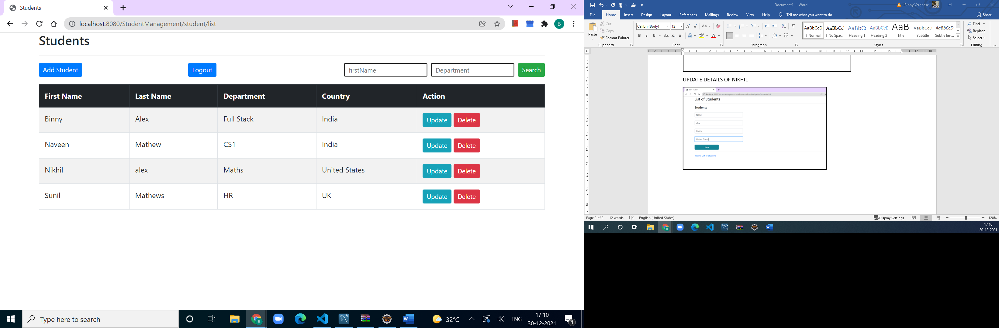 Students
localhost:8080/StudentManagement/student/list
B
Students
Add Student
Logout
firstName
Department
Search
First Name Last Name Department Country Action
Binny Alex Full Stack India Update Delete
Naveen Mathew CS1 India Update Delete
Nikhil alex Maths United States Update Delete
Sunil Mathews HR UK Update Delete
Type here to search
32°C
ENG
17:10
30-12-2021
1
Document1 - Word
Binny Verghese
File Home Insert Design Layout References Mailings Review View Help Tell me what you want to do Share
Paste
Cut
Copy
Format Painter
Clipboard
Calibri (Body) 12
Font
Paragraph
AaBbCcD AaBbCc AaBbCc AaBbCcE AaB AaBbCcD AaBbCcD
¶ Normal ¶ No Spac... Heading 1 Heading 2 Title Subtitle Subtle Em...
Styles
Find
Replace
Select
Editing
UPDATE DETAILS OF NIKHIL
Save Student
localhost:8080/StudentManagement/student/showFormForUpdate?studentId=4
List of Students
Students
Nikhil
alex
Maths
United States
Save
Back to List of Students
Page 2 of 2 12 words English (United States) Display Settings 120%
17:10
30-12-2021